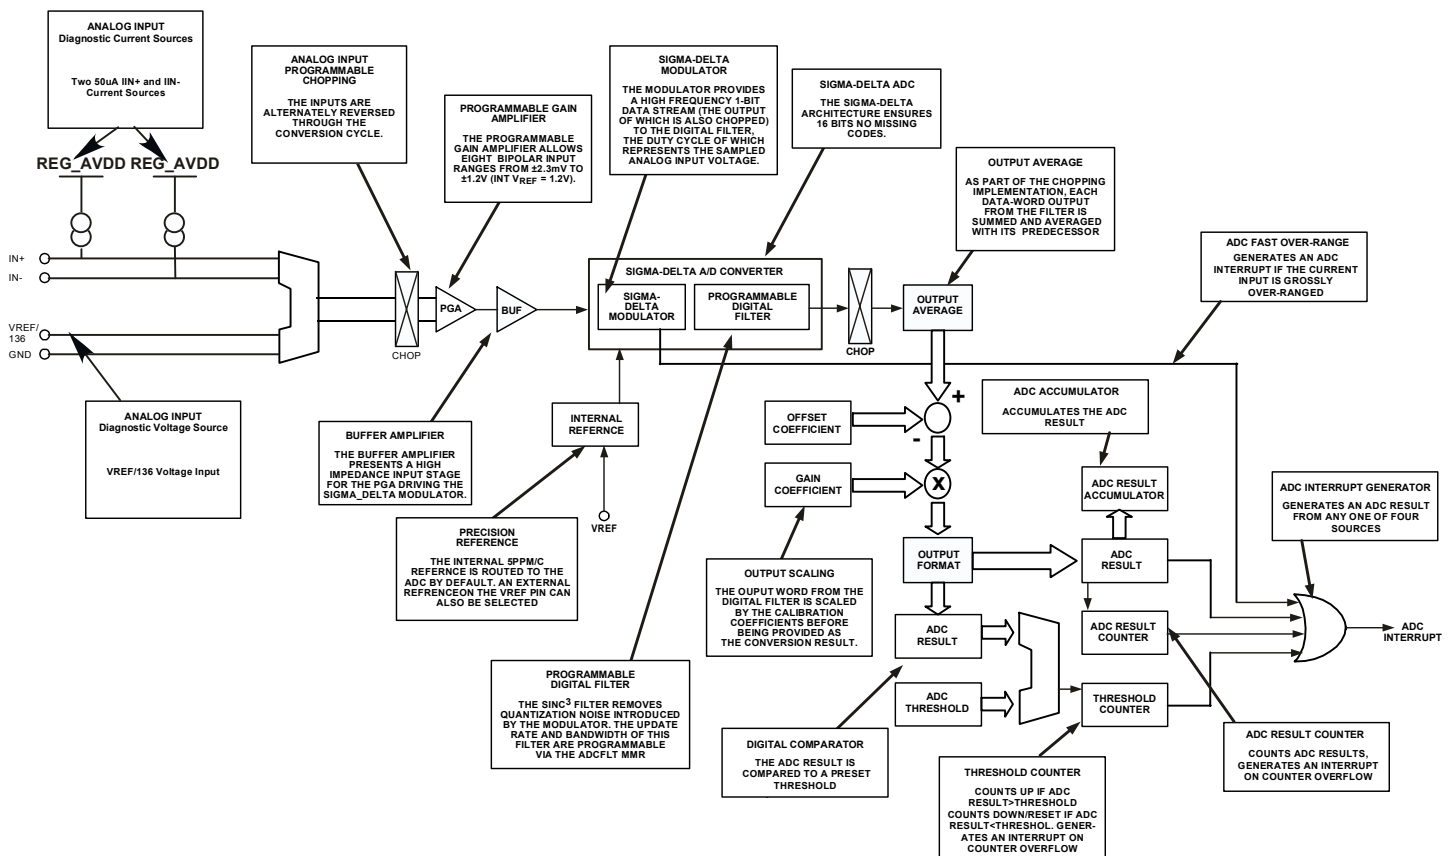 ANALOG INPUT
Diagnostic Current Sources
Two 50uA IIN+ and IIN-
Current Sources
REG_AVDD REG_AVDD
IN+
IN-
VREF/
136
GND
ANALOG INPUT
Diagnostic Voltage Source
VREF/136 Voltage Input
ANALOG INPUT
PROGRAMMABLE
CHOPPING
THE INPUTS ARE
ALTERNATELY REVERSED
THROUGH THE
CONVERSION CYCLE.
PROGRAMMABLE GAIN
AMPLIFIER
THE PROGRAMMABLE
GAIN AMPLIFIER ALLOWS
EIGHT BIPOLAR INPUT
RANGES FROM ±2.3mV TO
±1.2V (INT VREF = 1.2V).
SIGMA-DELTA
MODULATOR
THE MODULATOR PROVIDES
A HIGH FREQUENCY 1-BIT
DATA STREAM (THE OUTPUT
OF WHICH IS ALSO CHOPPED)
TO THE DIGITAL FILTER,
THE DUTY CYCLE OF WHICH
REPRESENTS THE SAMPLED
ANALOG INPUT VOLTAGE.
SIGMA-DELTA ADC
THE SIGMA-DELTA
ARCHITECTURE ENSURES
16 BITS NO MISSING
CODES.
OUTPUT AVERAGE
AS PART OF THE CHOPPING
IMPLEMENTATION, EACH
DATA-WORD OUTPUT
FROM THE FILTER IS
SUMMED AND AVERAGED
WITH ITS PREDECESSOR
ADC FAST OVER-RANGE
GENERATES AN ADC
INTERRUPT IF THE CURRENT
INPUT IS GROSSLY
OVER-RANGED
CHOP
PGA
BUF
SIGMA-DELTA A/D CONVERTER
SIGMA-
DELTA
MODULATOR
PROGRAMMABLE
DIGITAL
FILTER
CHOP
OUTPUT
AVERAGE
BUFFER AMPLIFIER
THE BUFFER AMPLIFIER
PRESENTS A HIGH
IMPEDANCE INPUT STAGE
FOR THE PGA DRIVING THE
SIGMA_DELTA MODULATOR.
INTERNAL
REFERNCE
VREF
PRECISION
REFERENCE
THE INTERNAL 5PPM/C
REFERNCE IS ROUTED TO THE
ADC BY DEFAULT. AN EXTERNAL
REFRENCEON THE VREF PIN CAN
ALSO BE SELECTED
PROGRAMMABLE
DIGITAL FILTER
THE SINC3 FILTER REMOVES
QUANTIZATION NOISE INTRODUCED
BY THE MODULATOR. THE UPDATE
RATE AND BANDWIDTH OF THIS
FILTER ARE PROGRAMMABLE
VIA THE ADCFLT MMR
OFFSET
COEFFICIENT
+
-
GAIN
COEFFICIENT
X
OUTPUT SCALING
THE OUPUT WORD FROM THE
DIGITAL FILTER IS SCALED
BY THE CALIBRATION
COEFFICIENTS BEFORE
BEING PROVIDED AS
THE CONVERSION RESULT.
OUTPUT
FORMAT
ADC
RESULT
ADC
THRESHOLD
DIGITAL COMPARATOR
THE ADC RESULT IS
COMPARED TO A PRESET
THRESHOLD
ADC ACCUMULATOR
ACCUMULATES THE ADC
RESULT
ADC RESULT
ACCUMULATOR
ADC
RESULT
ADC RESULT
COUNTER
THRESHOLD
COUNTER
THRESHOLD COUNTER
COUNTS UP IF ADC
RESULT>THRESHOLD
COUNTS DOWN/RESET IF ADC
RESULT<THRESHOL. GENER-
ATES AN INTERRUPT ON
COUNTER OVERFLOW
ADC INTERRUPT GENERATOR
GENERATES AN ADC RESULT
FROM ANY ONE OF FOUR
SOURCES
ADC
INTERRUPT
ADC RESULT COUNTER
COUNTS ADC RESULTS,
GENERATES AN INTERRUPT
ON COUNTER OVERFLOW